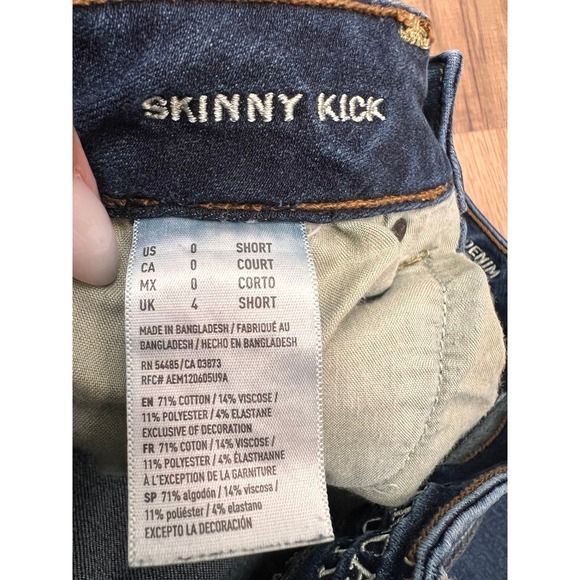 SKINNY KICK
US 0 SHORT
CA 0 COURT
MX 0 CORTO
UK 4 SHORT
MADE IN BANGLADESH / FABRIQUÉ AU
BANGLADESH / HECHO EN BANGLADESH
RN 54485/CA 03873
RFC# AEM120605U9A
EN 71% COTTON / 14% VISCOSE /
11% POLYESTER / 4% ELASTANE
EXCLUSIVE OF DECORATION
FR 71% COTON / 14% VISCOSE /
11% POLYESTER / 4% ÉLASTHANNE
À L'EXCEPTION DE LA GARNITURE
SP 71% algodón / 14% viscosa /
11% poliéster / 4% elastano
EXCEPTO LA DECORACIÓN
DENIM